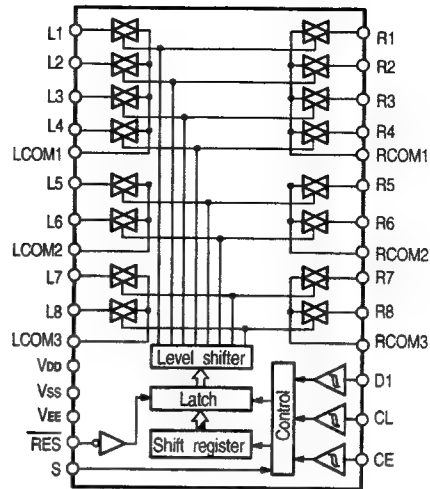 L1
L2
L3
L4
LCOM1
L5
L6
LCOM2
L7
L8
LCOM3
VDD
VSS
VEE
RES
S
Level shifter
Latch
Shift register
Control
R1
R2
R3
R4
RCOM1
R5
R6
RCOM2
R7
R8
RCOM3
D1
CL
CE